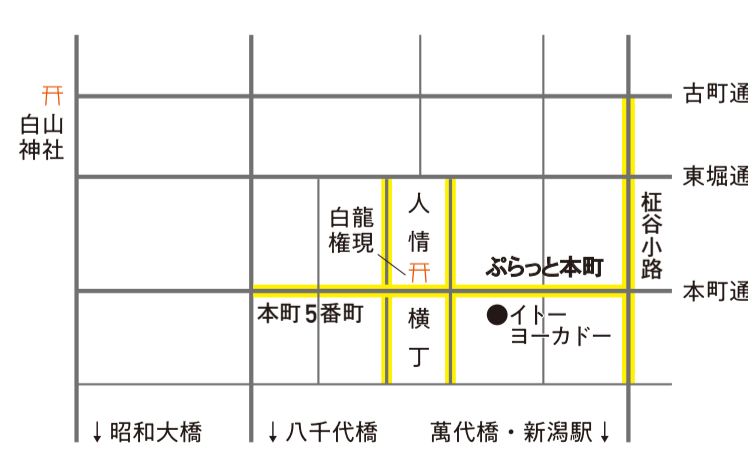 古町通
白山
神社
東堀通
柾谷小路
人情
白龍
権現
ぷらっと本町
本町通
本町5番町
横丁
イトー
ヨーカドー
↓昭和大橋
↓八千代橋
萬代橋・新潟駅↓